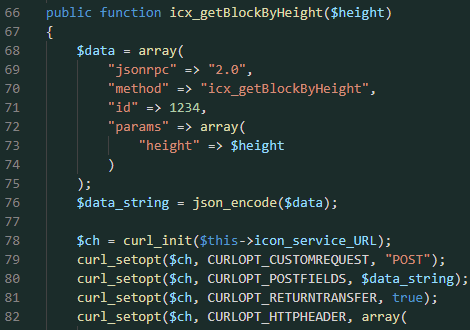 66 public function icx_getBlockByHeight($height)
67 {
68 $data = array(
69 "jsonrpc" => "2.0",
70 "method" => "icx_getBlockByHeight",
71 "id" => 1234,
72 "params" => array(
73 "height" => $height
74 )
75 );
76 $data_string = json_encode($data);
77
78 $ch = curl_init($this->icon_service_URL);
79 curl_setopt($ch, CURLOPT_CUSTOMREQUEST, "POST");
80 curl_setopt($ch, CURLOPT_POSTFIELDS, $data_string);
81 curl_setopt($ch, CURLOPT_RETURNTRANSFER, true);
82 curl_setopt($ch, CURLOPT_HTTPHEADER, array(